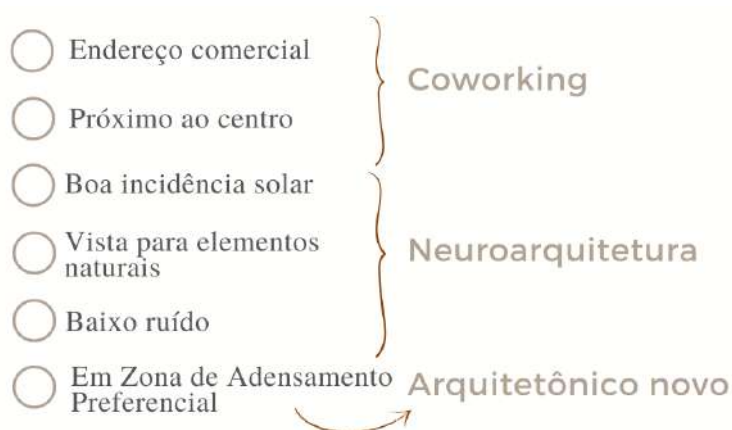 Endereço comercial
Coworking
Próximo ao centro
Boa incidência solar
Vista para elementos
naturais
Neuroarquitetura
Baixo ruído
Em Zona de Adensamento
Preferencial
Arquitetônico novo